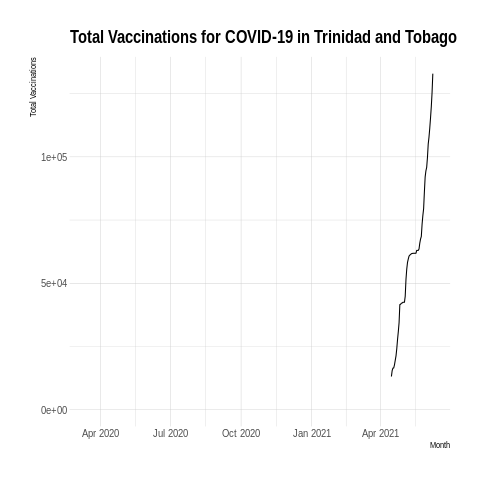 Total Vaccinations for COVID-19 in Trinidad and Tobago
Total Vaccinations
1e+05
5e+04
0e+00
Apr 2020 Jul 2020 Oct 2020 Jan 2021 Apr 2021
Month